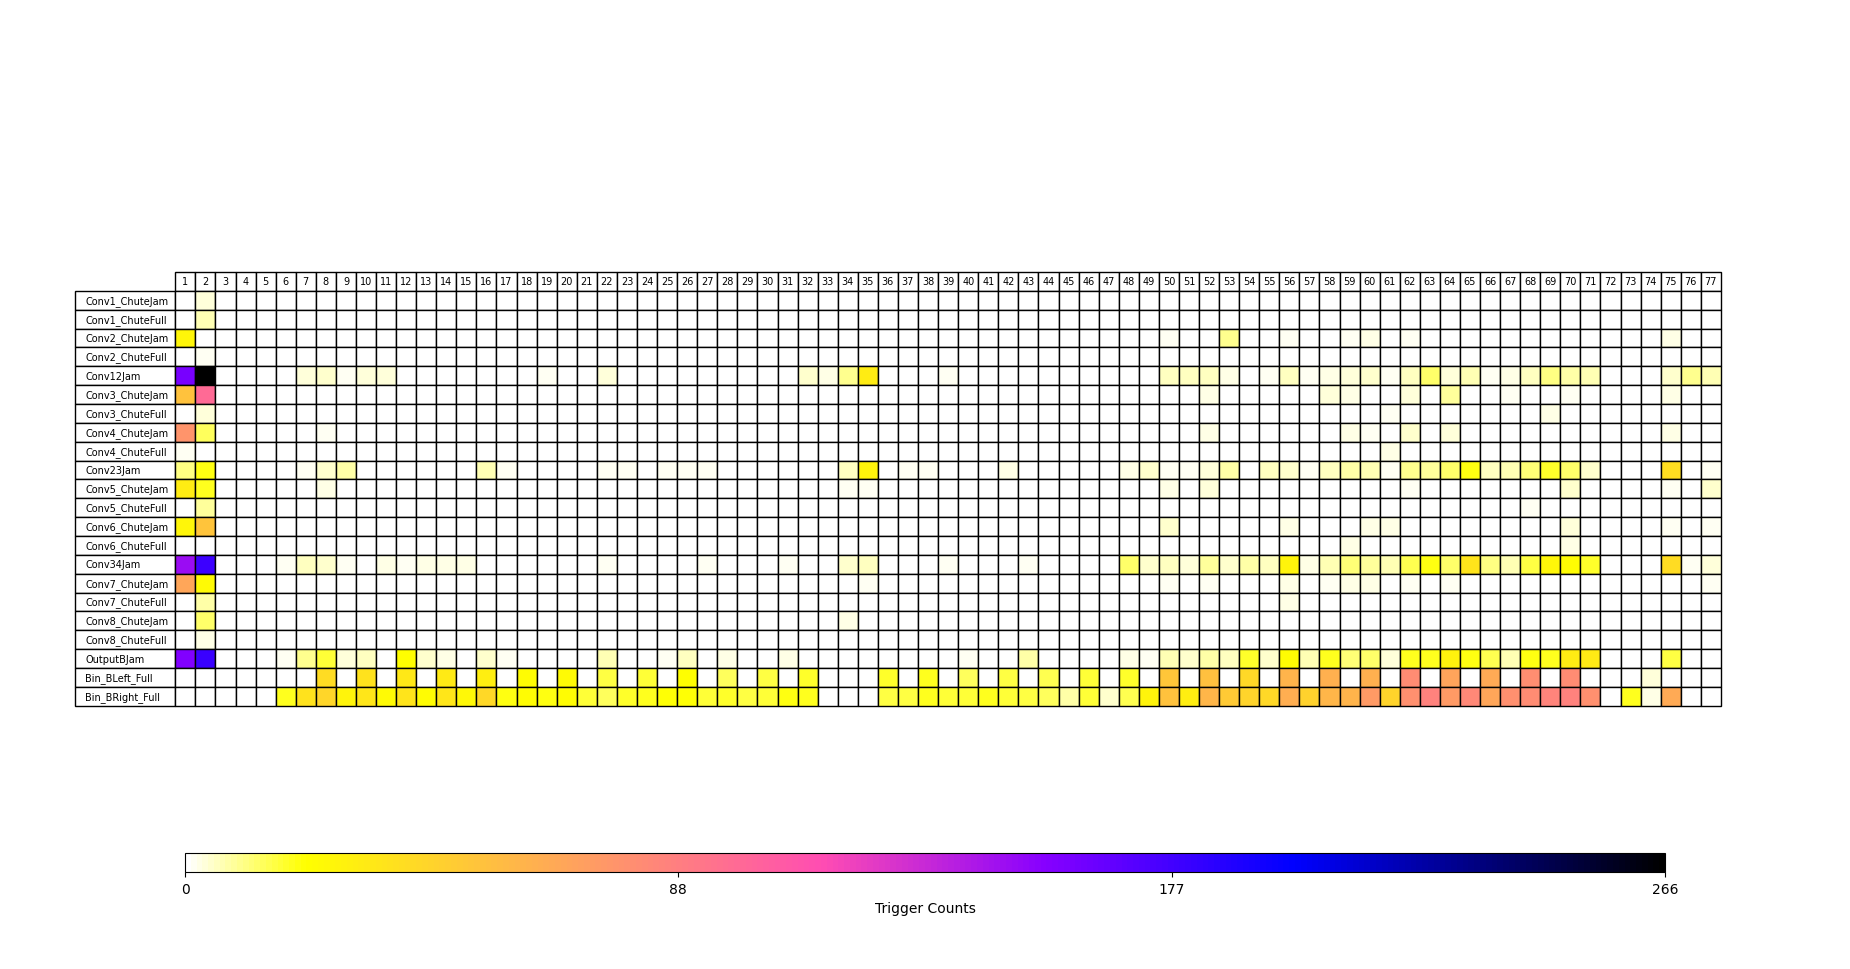 1 2 3 4 5 6 7 8 9 10 11 12 13 14 15 16 17 18 19 20 21 22 23 24 25 26 27 28 29 30 31 32 33 34 35 36 37 38 39 40 41 42 43 44 45 46 47 48 49 50 51 52 53 54 55 56 57 58 59 60 61 62 63 64 65 66 67 68 69 70 71 72 73 74 75 76 77
Conv1_ChuteJam
Conv1_ChuteFull
Conv2_ChuteJam
Conv2_ChuteFull
Conv12Jam
Conv3_ChuteJam
Conv3_ChuteFull
Conv4_ChuteJam
Conv4_ChuteFull
Conv23Jam
Conv5_ChuteJam
Conv5_ChuteFull
Conv6_ChuteJam
Conv6_ChuteFull
Conv34Jam
Conv7_ChuteJam
Conv7_ChuteFull
Conv8_ChuteJam
Conv8_ChuteFull
OutputBJam
Bin_BLeft_Full
Bin_BRight_Full
0 88 177 266
Trigger Counts